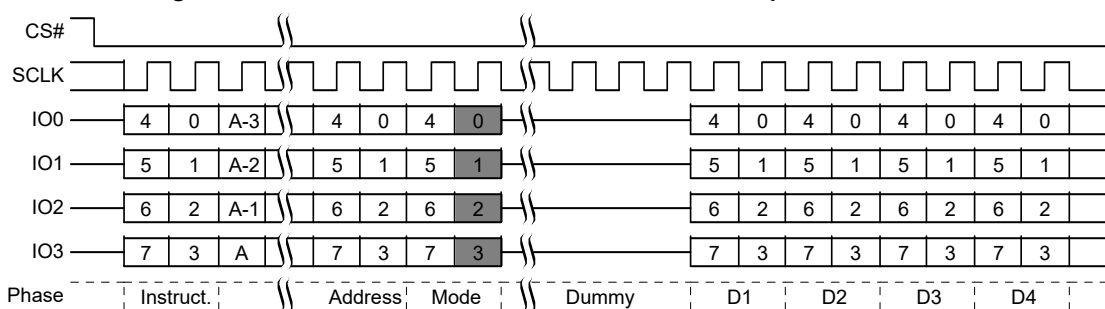 CS#
SCLK
IO0 4 0 A-3 4 0 4 0 4 0 4 0 4 0 4 0
IO1 5 1 A-2 5 1 5 1 5 1 5 1 5 1 5 1
IO2 6 2 A-1 6 2 6 2 6 2 6 2 6 2 6 2
IO3 7 3 A 7 3 7 3 7 3 7 3 7 3 7 3
Phase Instruct. Address Mode Dummy D1 D2 D3 D4